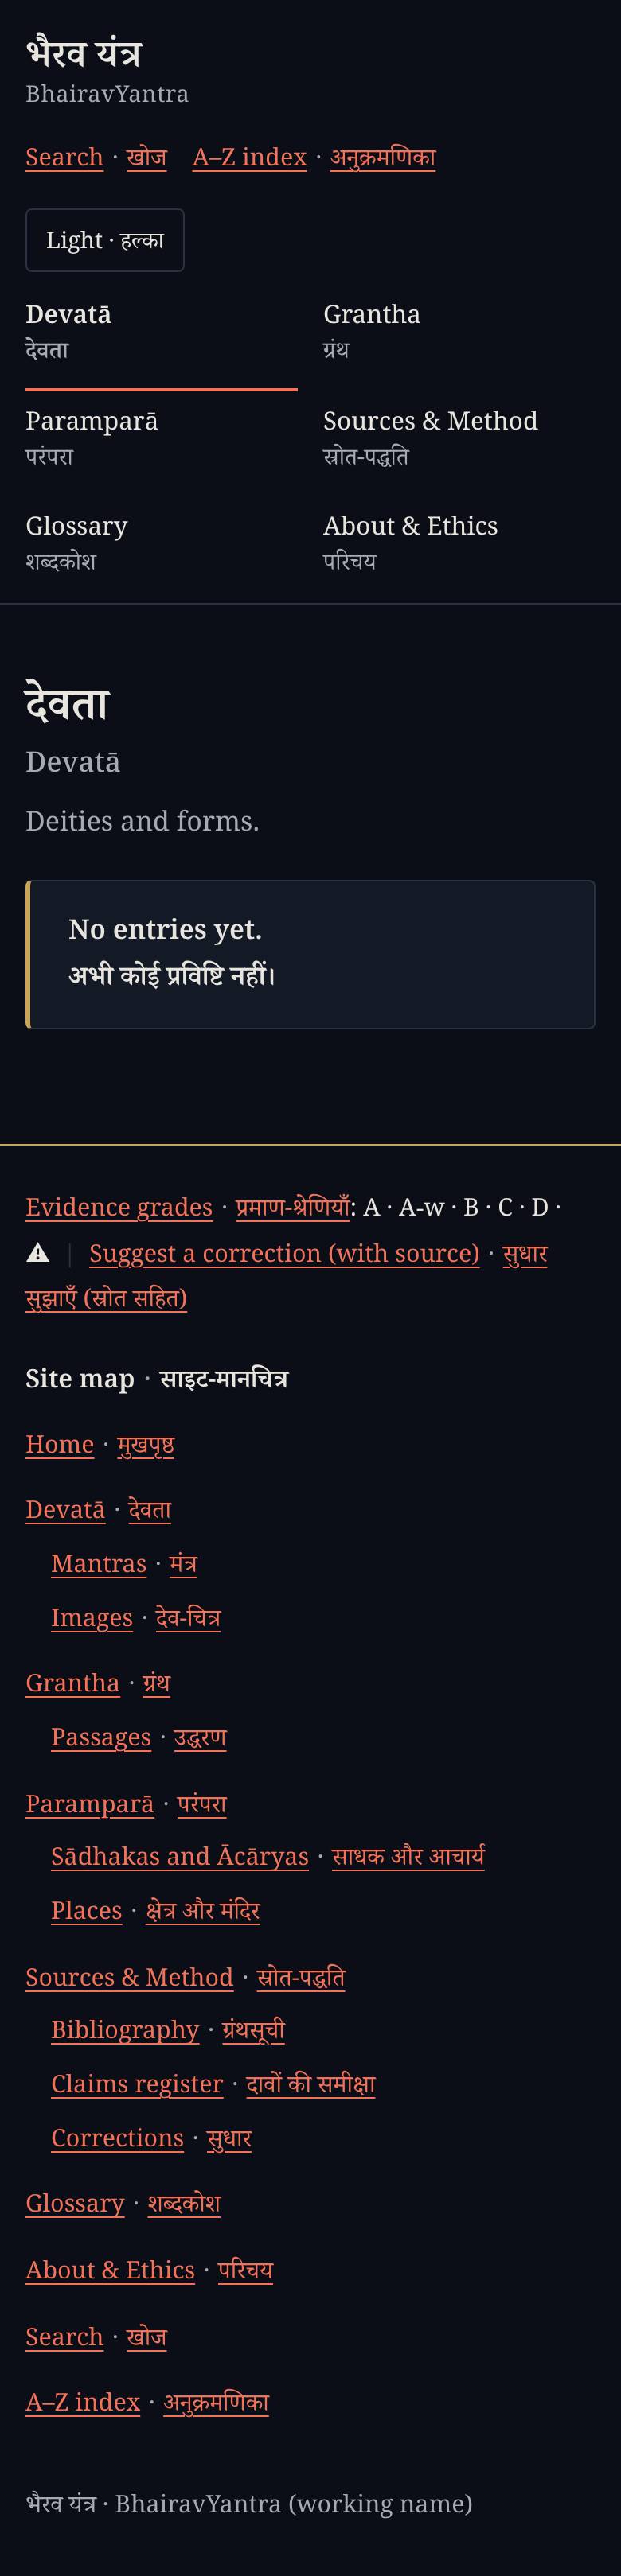 भैरव यंत्र
BhairavYantra
Search · खोज A–Z index · अनुक्रमणिका
Light · हल्का
Devatā
देवता
Grantha
ग्रंथ
Paramparā
परंपरा
Sources & Method
स्रोत-पद्धति
Glossary
शब्दकोश
About & Ethics
परिचय
देवता
Devatā
Deities and forms.
No entries yet.
अभी कोई प्रविष्टि नहीं।
Evidence grades · प्रमाण-श्रेणियाँ: A · A-w · B · C · D ·
⚠ | Suggest a correction (with source) · सुधार
सुझाएँ (स्रोत सहित)
Site map · साइट-मानचित्र
Home · मुखपृष्ठ
Devatā · देवता
Mantras · मंत्र
Images · देव-चित्र
Grantha · ग्रंथ
Passages · उद्धरण
Paramparā · परंपरा
Sādhakas and Ācāryas · साधक और आचार्य
Places · क्षेत्र और मंदिर
Sources & Method · स्रोत-पद्धति
Bibliography · ग्रंथसूची
Claims register · दावों की समीक्षा
Corrections · सुधार
Glossary · शब्दकोश
About & Ethics · परिचय
Search · खोज
A–Z index · अनुक्रमणिका
भैरव यंत्र · BhairavYantra (working name)